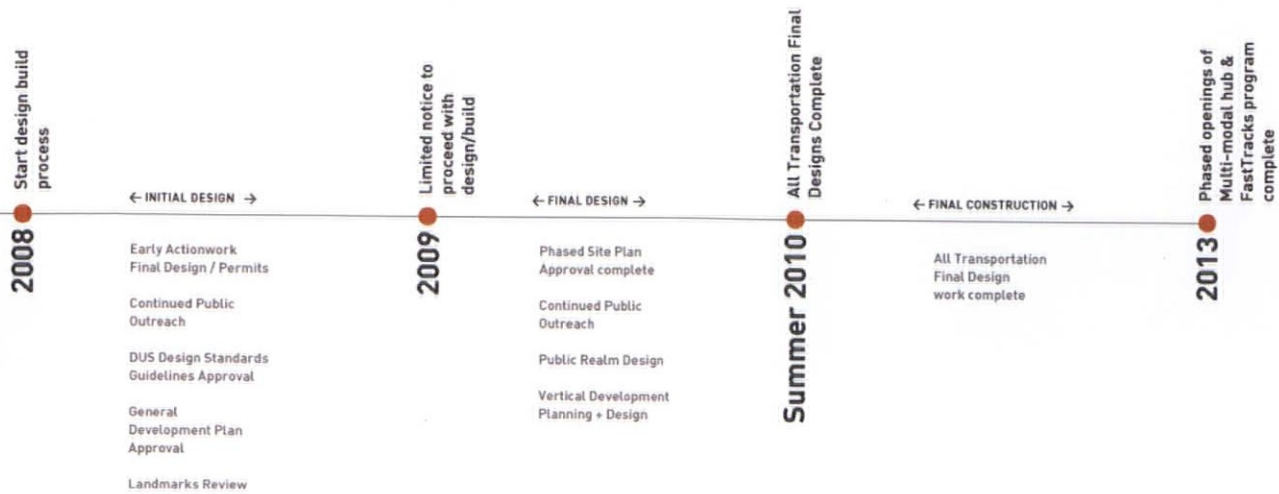 2008
Start design build
process
← INITIAL DESIGN →
Early Actionwork
Final Design / Permits
Continued Public
Outreach
DUS Design Standards
Guidelines Approval
General
Development Plan
Approval
Landmarks Review
2009
Limited notice to
proceed with
design/build
← FINAL DESIGN →
Phased Site Plan
Approval complete
Continued Public
Outreach
Public Realm Design
Vertical Development
Planning + Design
Summer 2010
All Transportation Final
Designs Complete
← FINAL CONSTRUCTION →
All Transportation
Final Design
work complete
2013
Phased openings of
Multi-modal hub &
FastTracks program
complete